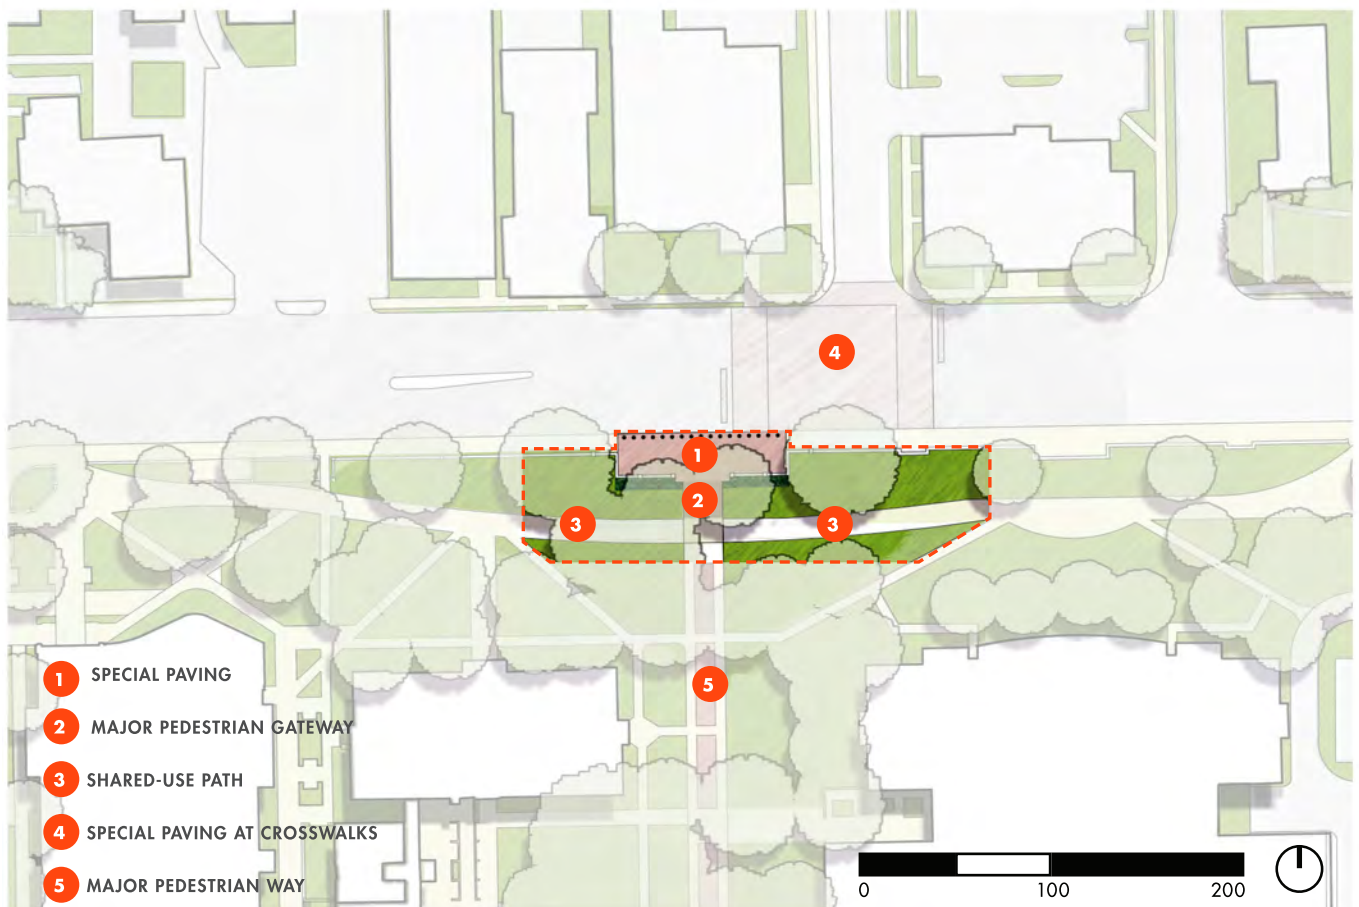 4
1
2
3
3
5
1 SPECIAL PAVING
2 MAJOR PEDESTRIAN GATEWAY
3 SHARED-USE PATH
4 SPECIAL PAVING AT CROSSWALKS
5 MAJOR PEDESTRIAN WAY
0 100 200